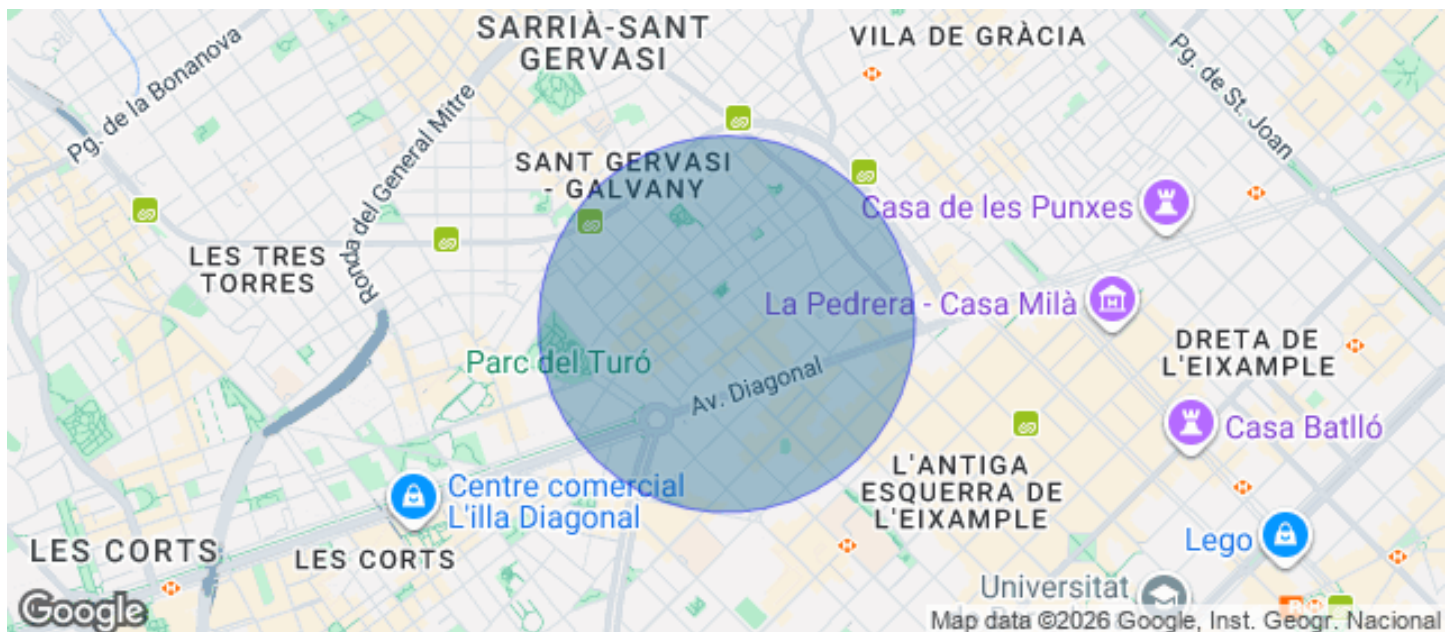 SARRIÀ-SANT
GERVASI
VILA DE GRÀCIA
Pg. de la Bonanova
Pg. de St. Joan
Ronda del General Mitre
SANT GERVASI
- GALVANY
Casa de les Punxes
LES TRES
TORRES
La Pedrera - Casa Milà
DRETA DE
L'EIXAMPLE
Parc del Turó
Av. Diagonal
Casa Batlló
L'ANTIGA
ESQUERRA DE
L'EIXAMPLE
Centre comercial
L'illa Diagonal
LES CORTS
LES CORTS
Lego
Universitat
Google
Map data ©2026 Google, Inst. Geogr. Nacional